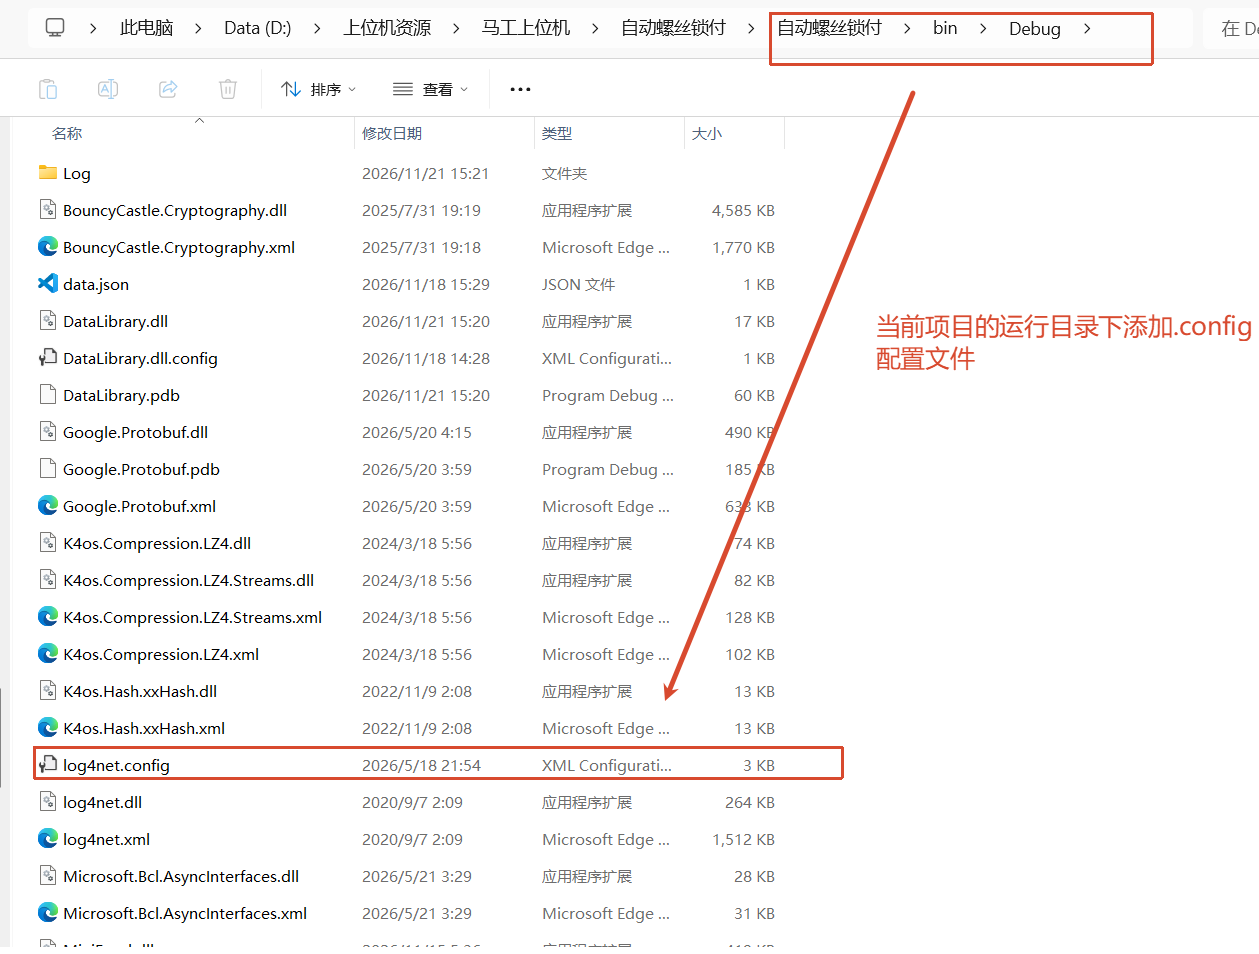 此电脑 Data (D:) 上位机资源 马工上位机 自动螺丝锁付 自动螺丝锁付 bin Debug 在 De
排序 查看
名称 修改日期 类型 大小
Log 2026/11/21 15:21 文件夹
BouncyCastle.Cryptography.dll 2025/7/31 19:19 应用程序扩展 4,585 KB
BouncyCastle.Cryptography.xml 2025/7/31 19:18 Microsoft Edge ... 1,770 KB
data.json 2026/11/18 15:29 JSON 文件 1 KB
DataLibrary.dll 2026/11/21 15:20 应用程序扩展 17 KB
当前项目的运行目录下添加.config
配置文件
DataLibrary.dll.config 2026/11/18 14:28 XML Configurati... 1 KB
DataLibrary.pdb 2026/11/21 15:20 Program Debug ... 60 KB
Google.Protobuf.dll 2026/5/20 4:15 应用程序扩展 490 KB
Google.Protobuf.pdb 2026/5/20 3:59 Program Debug ... 185 KB
Google.Protobuf.xml 2026/5/20 3:59 Microsoft Edge ... 633 KB
K4os.Compression.LZ4.dll 2024/3/18 5:56 应用程序扩展 74 KB
K4os.Compression.LZ4.Streams.dll 2024/3/18 5:56 应用程序扩展 82 KB
K4os.Compression.LZ4.Streams.xml 2024/3/18 5:56 Microsoft Edge ... 128 KB
K4os.Compression.LZ4.xml 2024/3/18 5:56 Microsoft Edge ... 102 KB
K4os.Hash.xxHash.dll 2022/11/9 2:08 应用程序扩展 13 KB
K4os.Hash.xxHash.xml 2022/11/9 2:08 Microsoft Edge ... 13 KB
log4net.config 2026/5/18 21:54 XML Configurati... 3 KB
log4net.dll 2020/9/7 2:09 应用程序扩展 264 KB
log4net.xml 2020/9/7 2:09 Microsoft Edge ... 1,512 KB
Microsoft.Bcl.AsyncInterfaces.dll 2026/5/21 3:29 应用程序扩展 28 KB
Microsoft.Bcl.AsyncInterfaces.xml 2026/5/21 3:29 Microsoft Edge ... 31 KB